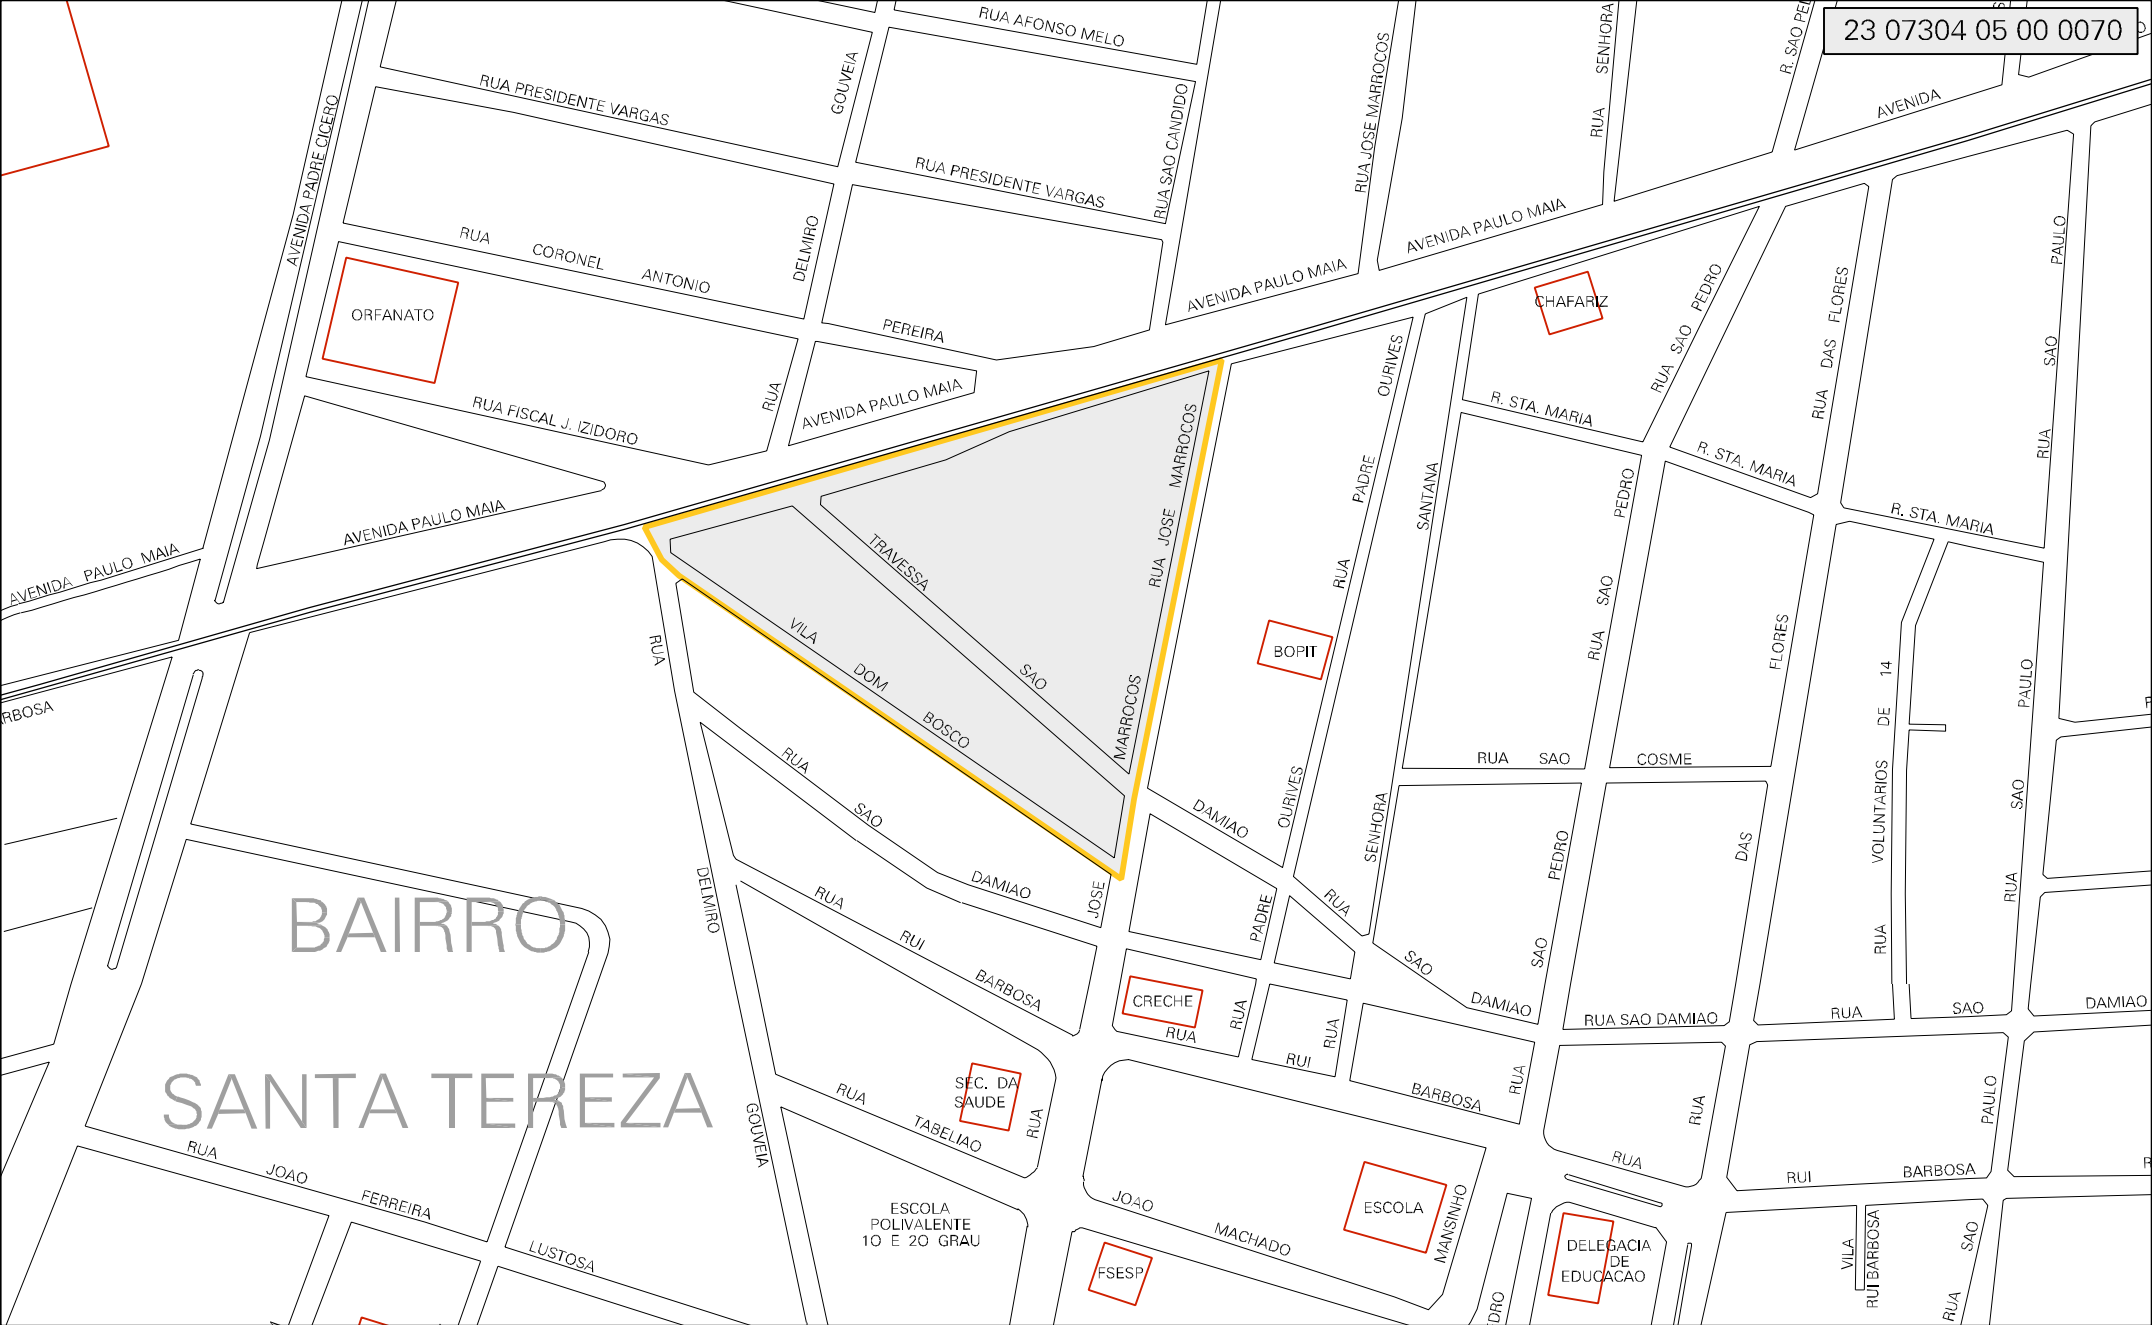 23 07304 05 00 0070
RUA AFONSO MELO
GOUVEIA
RUA PRESIDENTE VARGAS
RUA PRESIDENTE VARGAS
RUA SAO CANDIDO
RUA JOSE MARROCOS
SENHORA
RUA
AVENIDA
AVENIDA PADRE CICERO
RUA CORONEL ANTONIO
PEREIRA
DELMIRO
RUA
AVENIDA PAULO MAIA
AVENIDA PAULO MAIA
ORFANATO
CHAFARIZ
RUA SAO PEDRO
RUA DAS FLORES
RUA SAO PAULO
RUA FISCAL J. IZIDORO
AVENIDA PAULO MAIA
R. STA. MARIA
R. STA. MARIA
R. STA. MARIA
AVENIDA PAULO MAIA
AVENIDA PAULO MAIA
RUA JOSE MARROCOS
RUA PADRE OURIVES
SANTANA
RUA SAO PEDRO
TRAVESSA
SAO
VILA DOM BOSCO
MARROCOS
JOSE
RUA
BOPIT
FLORES
DAS
RUA VOLUNTARIOS DE 14
RUA SAO PAULO
RBOSA
RUA SAO COSME
RUA SAO DAMIAO
DAMIAO
OURIVES
PADRE
RUA
SENHORA
RUA
SAO PEDRO
RUA
RUA SAO DAMIAO
RUA SAO DAMIAO
RUA SAO DAMIAO
BAIRRO
SANTA TEREZA
DELMIRO
GOUVEIA
RUA RUI BARBOSA
CRECHE
RUA RUI BARBOSA
SEC. DA
SAUDE
RUA
RUA TABELIAO
JOAO MACHADO
ESCOLA
POLIVALENTE
1O E 2O GRAU
ESCOLA
MANSINHO
FSESP
DELEGACIA
DE
EDUCACAO
RUA
RUA
RUI BARBOSA
PAULO
SAO
RUA
VILA
RUI BARBOSA
RUA JOAO FERREIRA
LUSTOSA